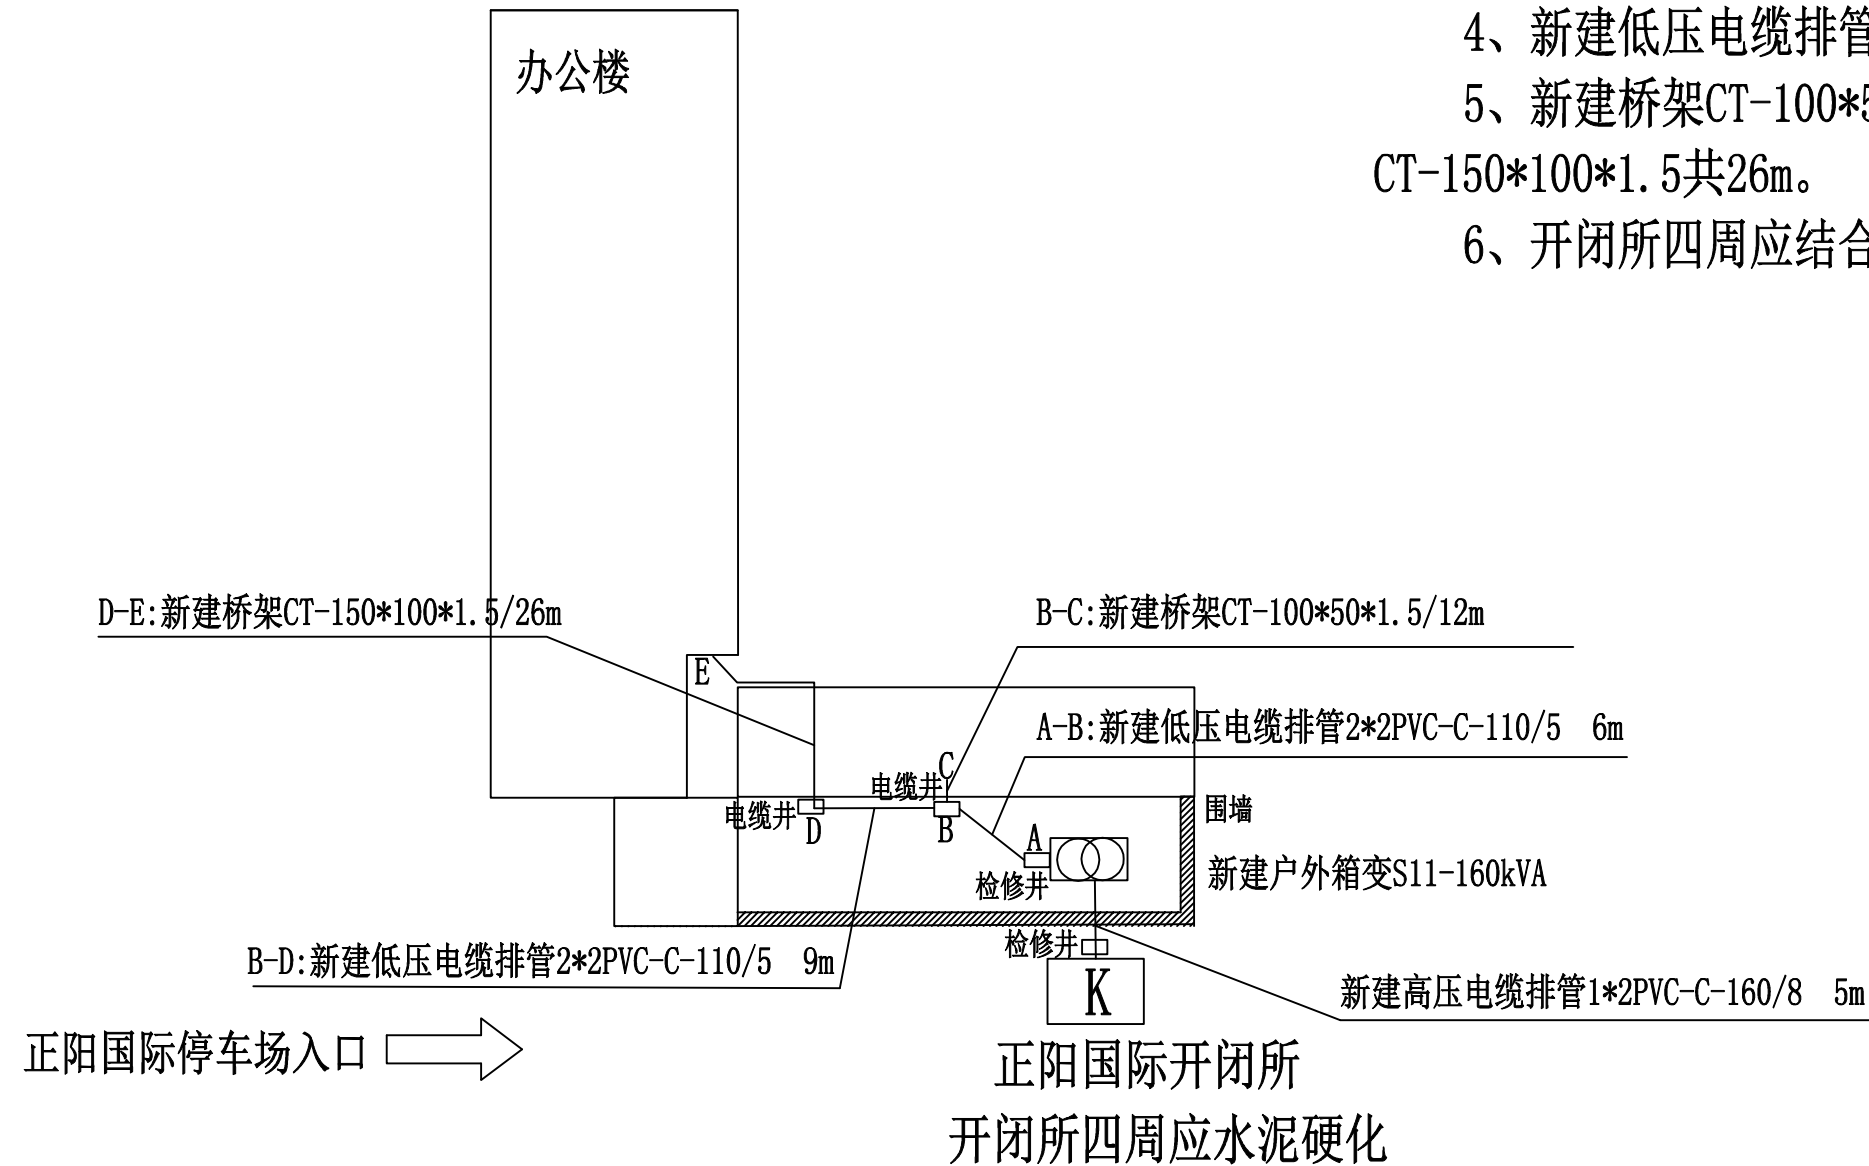 办公楼
4、新建低压电缆排管
5、新建桥架CT-100*5
CT-150*100*1.5共26m。
6、开闭所四周应结合
D-E:新建桥架CT-150*100*1.5/26m
B-C:新建桥架CT-100*50*1.5/12m
E
A-B:新建低压电缆排管2*2PVC-C-110/5 6m
C
电缆井
电缆井
D
B
围墙
A
检修井
新建户外箱变S11-160kVA
检修井
B-D:新建低压电缆排管2*2PVC-C-110/5 9m
K
新建高压电缆排管1*2PVC-C-160/8 5m
正阳国际停车场入口
正阳国际开闭所
开闭所四周应水泥硬化